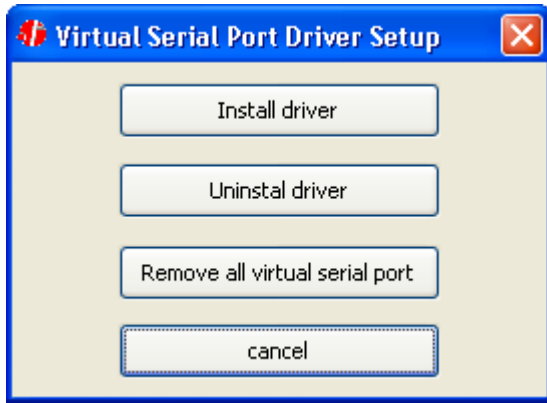 Virtual Serial Port Driver Setup
Install driver
Uninstal driver
Remove all virtual serial port
cancel